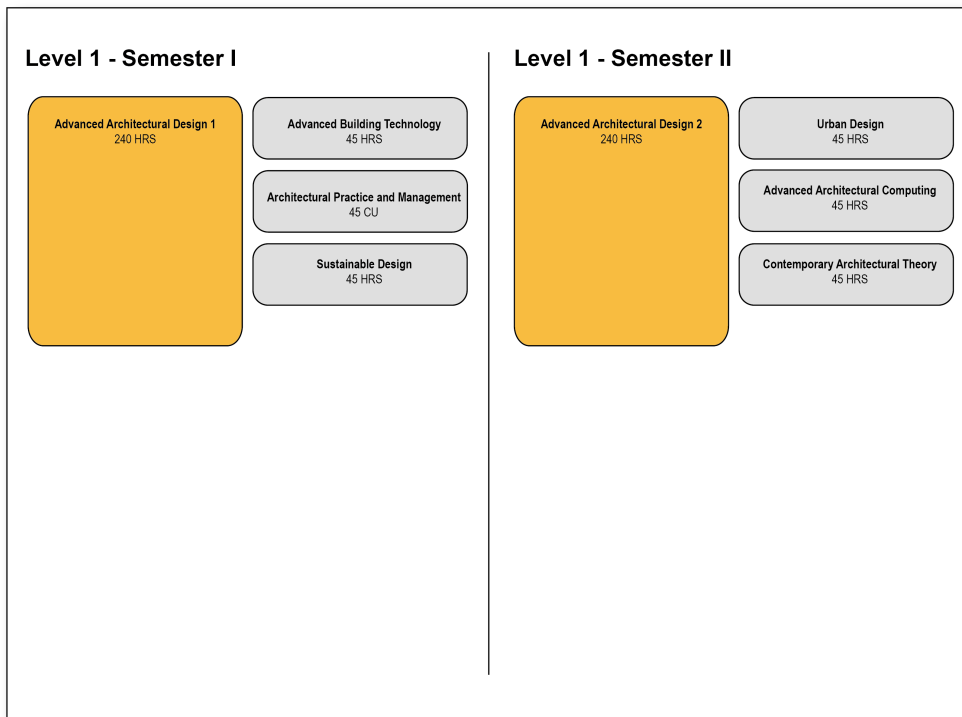 Level 1 - Semester I
Advanced Architectural Design 1
240 HRS
Advanced Building Technology
45 HRS
Architectural Practice and Management
45 CU
Sustainable Design
45 HRS
Level 1 - Semester II
Advanced Architectural Design 2
240 HRS
Urban Design
45 HRS
Advanced Architectural Computing
45 HRS
Contemporary Architectural Theory
45 HRS